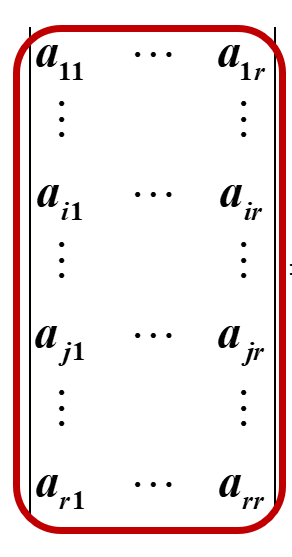 a₁₁ ⋯ a₁ᵣ
⋮ ⋮
aᵢ₁ ⋯ aᵢᵣ
⋮ ⋮
aⱼ₁ ⋯ aⱼᵣ
⋮ ⋮
aᵣ₁ ⋯ aᵣᵣ